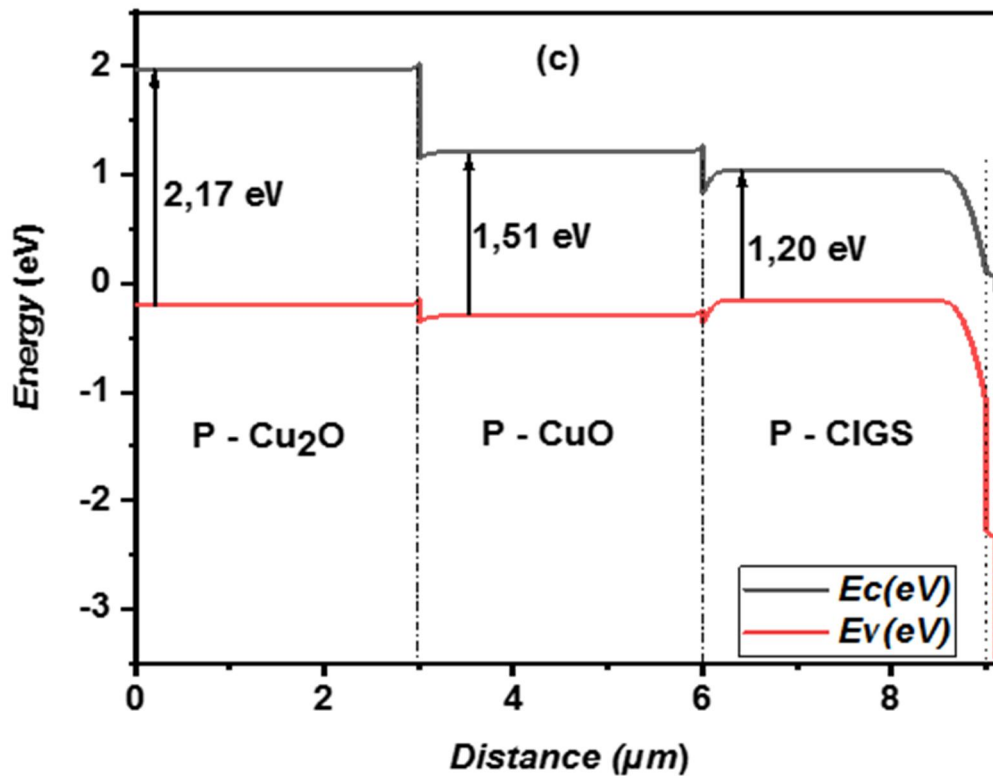 (c)
2
1
0
-1
-2
-3
Energy (eV)
2,17 eV
1,51 eV
1,20 eV
P - Cu₂O
P - CuO
P - CIGS
Ec(eV)
Ev(eV)
0
2
4
6
8
Distance (μm)